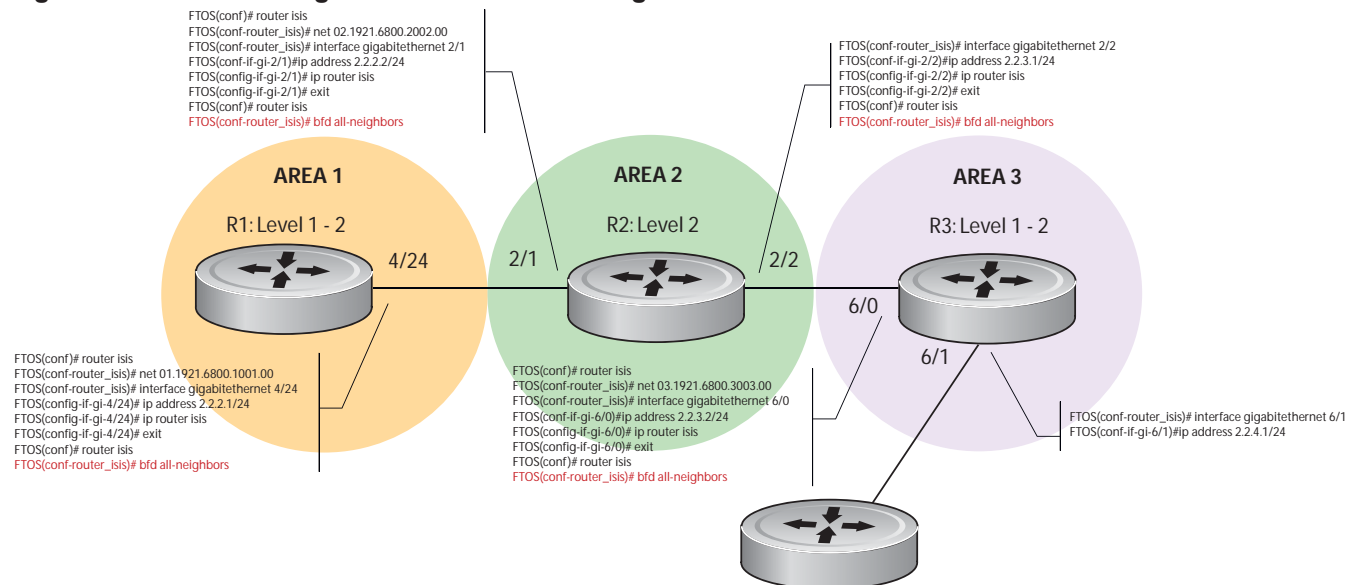 FTOS(conf)# router isis
FTOS(conf-router_isis)# net 02.1921.6800.2002.00
FTOS(conf-router_isis)# interface gigabitethernet 2/1
FTOS(conf-if-gi-2/1)#ip address 2.2.2.2/24
FTOS(config-if-gi-2/1)# ip router isis
FTOS(config-if-gi-2/1)# exit
FTOS(conf)# router isis
FTOS(conf-router_isis)# bfd all-neighbors
FTOS(conf-router_isis)# interface gigabitethernet 2/2
FTOS(conf-if-gi-2/2)#ip address 2.2.3.1/24
FTOS(config-if-gi-2/2)# ip router isis
FTOS(config-if-gi-2/2)# exit
FTOS(conf)# router isis
FTOS(conf-router_isis)# bfd all-neighbors
AREA 1
AREA 2
AREA 3
R1: Level 1 - 2
R2: Level 2
R3: Level 1 - 2
4/24
2/1
2/2
6/0
6/1
FTOS(conf)# router isis
FTOS(conf-router_isis)# net 01.1921.6800.1001.00
FTOS(conf-router_isis)# interface gigabitethernet 4/24
FTOS(config-if-gi-4/24)# ip address 2.2.2.1/24
FTOS(config-if-gi-4/24)# ip router isis
FTOS(config-if-gi-4/24)# exit
FTOS(conf)# router isis
FTOS(conf-router_isis)# bfd all-neighbors
FTOS(conf)# router isis
FTOS(conf-router_isis)# net 03.1921.6800.3003.00
FTOS(conf-router_isis)# interface gigabitethernet 6/0
FTOS(conf-if-gi-6/0)#ip address 2.2.3.2/24
FTOS(config-if-gi-6/0)# ip router isis
FTOS(config-if-gi-6/0)# exit
FTOS(conf)# router isis
FTOS(conf-router_isis)# bfd all-neighbors
FTOS(conf-router_isis)# interface gigabitethernet 6/1
FTOS(conf-if-gi-6/1)#ip address 2.2.4.1/24